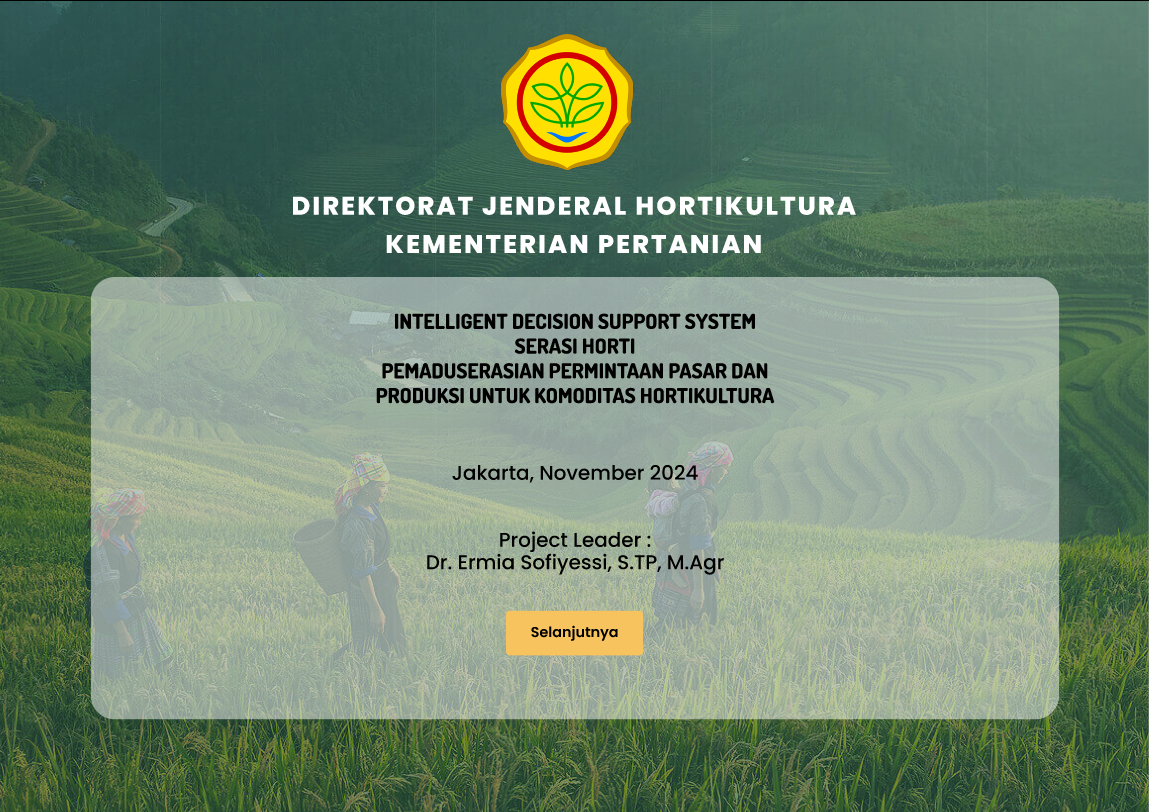 DIREKTORAT JENDERAL HORTIKULTURA
KEMENTERIAN PERTANIAN
INTELLIGENT DECISION SUPPORT SYSTEM
SERASI HORTI
PEMADUSERASIAN PERMINTAAN PASAR DAN
PRODUKSI UNTUK KOMODITAS HORTIKULTURA
Jakarta, November 2024
Project Leader :
Dr. Ermia Sofiyessi, S.TP, M.Agr
Selanjutnya